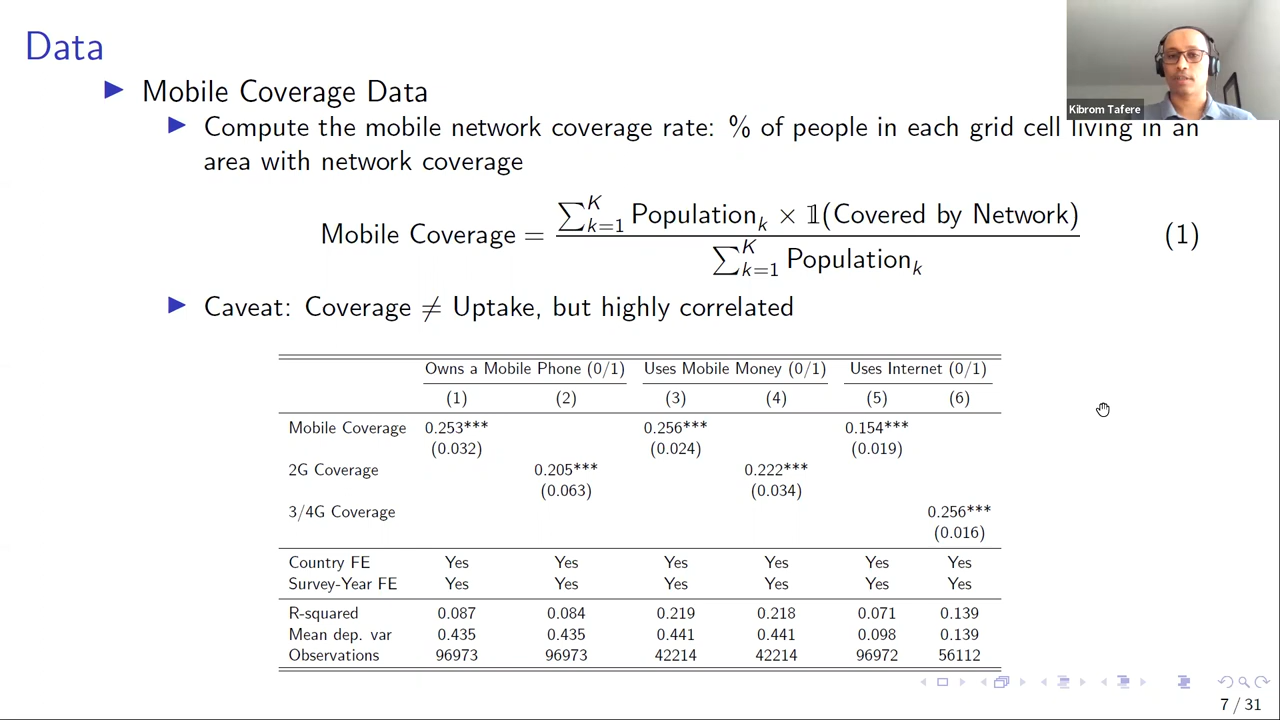 Data
Kibrom Tafere
▶ Mobile Coverage Data
▶ Compute the mobile network coverage rate: % of people in each grid cell living in an
area with network coverage
Mobile Coverage = \frac{\sum_{k=1}^{K} Population_k × 𝟙(Covered by Network)}{\sum_{k=1}^{K} Population_k} (1)
▶ Caveat: Coverage ≠ Uptake, but highly correlated
Owns a Mobile Phone (0/1) Uses Mobile Money (0/1) Uses Internet (0/1)
(1) (2) (3) (4) (5) (6)
Mobile Coverage 0.253*** 0.256*** 0.154***
(0.032) (0.024) (0.019)
2G Coverage 0.205*** 0.222***
(0.063) (0.034)
3/4G Coverage 0.256***
(0.016)
Country FE Yes Yes Yes Yes Yes Yes
Survey-Year FE Yes Yes Yes Yes Yes Yes
R-squared 0.087 0.084 0.219 0.218 0.071 0.139
Mean dep. var 0.435 0.435 0.441 0.441 0.098 0.139
Observations 96973 96973 42214 42214 96972 56112
7 / 31